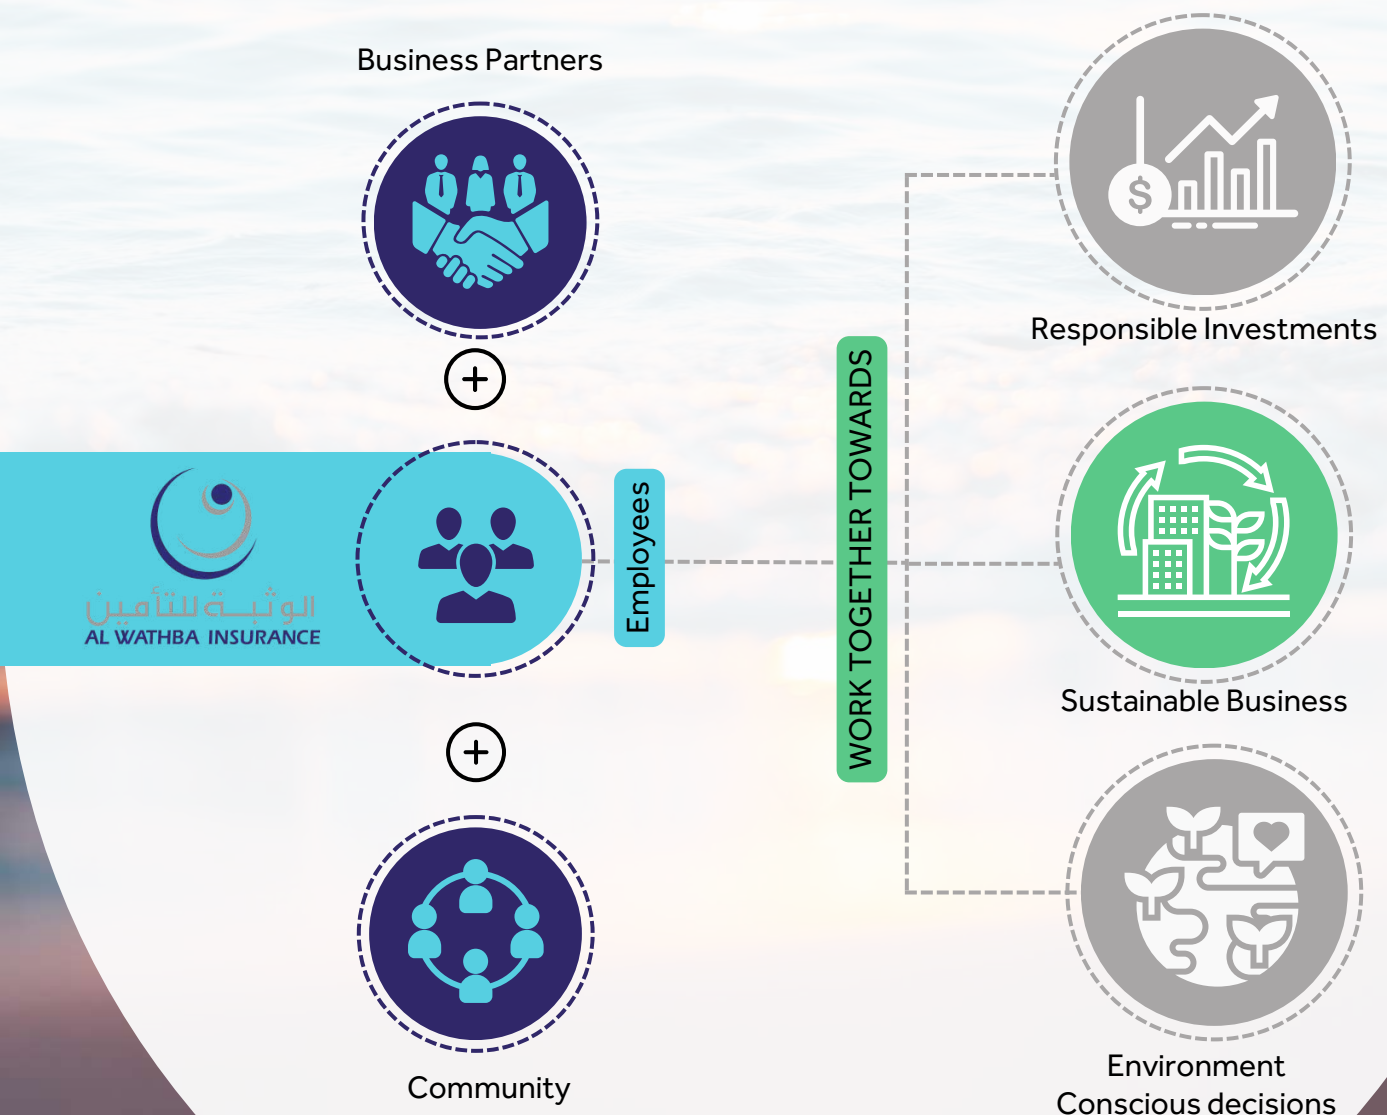 Business Partners
الوثبة للتأمين
AL WATHBA INSURANCE
Employees
Community
WORK TOGETHER TOWARDS
$
Responsible Investments
Sustainable Business
Environment
Conscious decisions